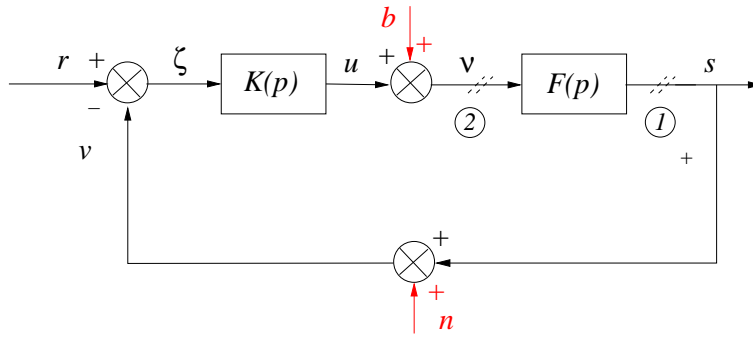 b
+
r
+
ζ
K(p)
u
+
ν
F(p)
s
−
2
1
v
+
+
+
n